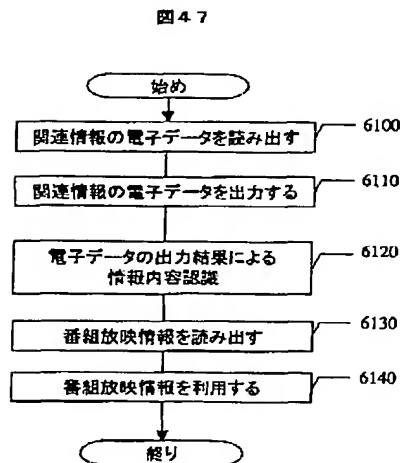 図47
始め
関連情報の電子データを読み出す
6100
関連情報の電子データを出力する
6110
電子データの出力結果による
情報内容認識
6120
番組放映情報を読み出す
6130
番組放映情報を利用する
6140
終り